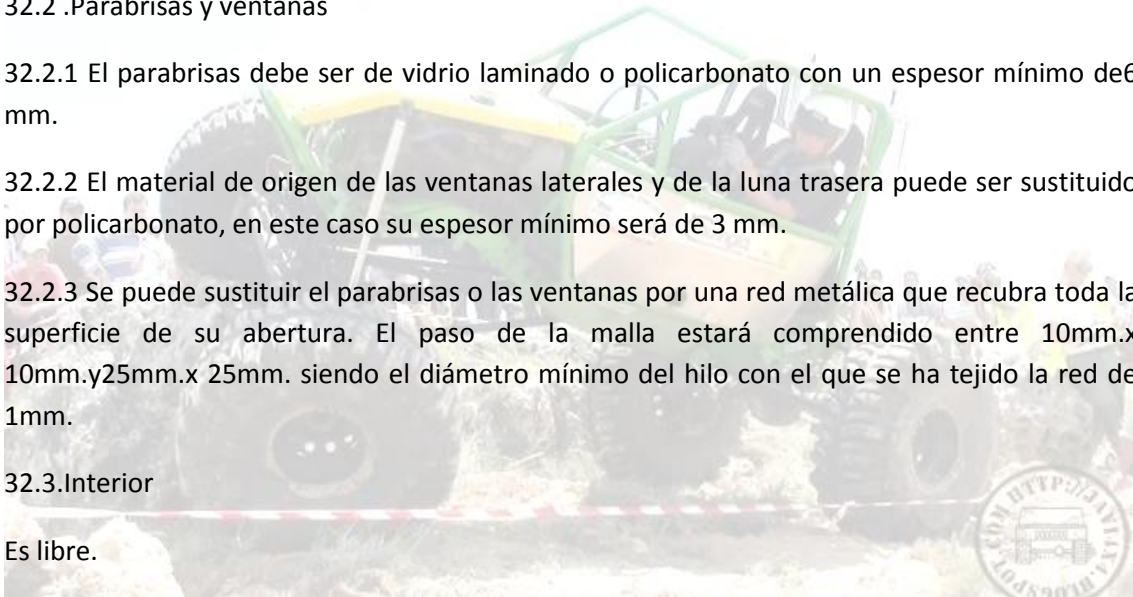 32.2 .Parabrisas y ventanas
32.2.1 El parabrisas debe ser de vidrio laminado o policarbonato con un espesor mínimo de6
mm.
32.2.2 El material de origen de las ventanas laterales y de la luna trasera puede ser sustituido
por policarbonato, en este caso su espesor mínimo será de 3 mm.
32.2.3 Se puede sustituir el parabrisas o las ventanas por una red metálica que recubra toda la
superficie de su abertura. El paso de la malla estará comprendido entre 10mm.x
10mm.y25mm.x 25mm. siendo el diámetro mínimo del hilo con el que se ha tejido la red de
1mm.
32.3.Interior
Es libre.